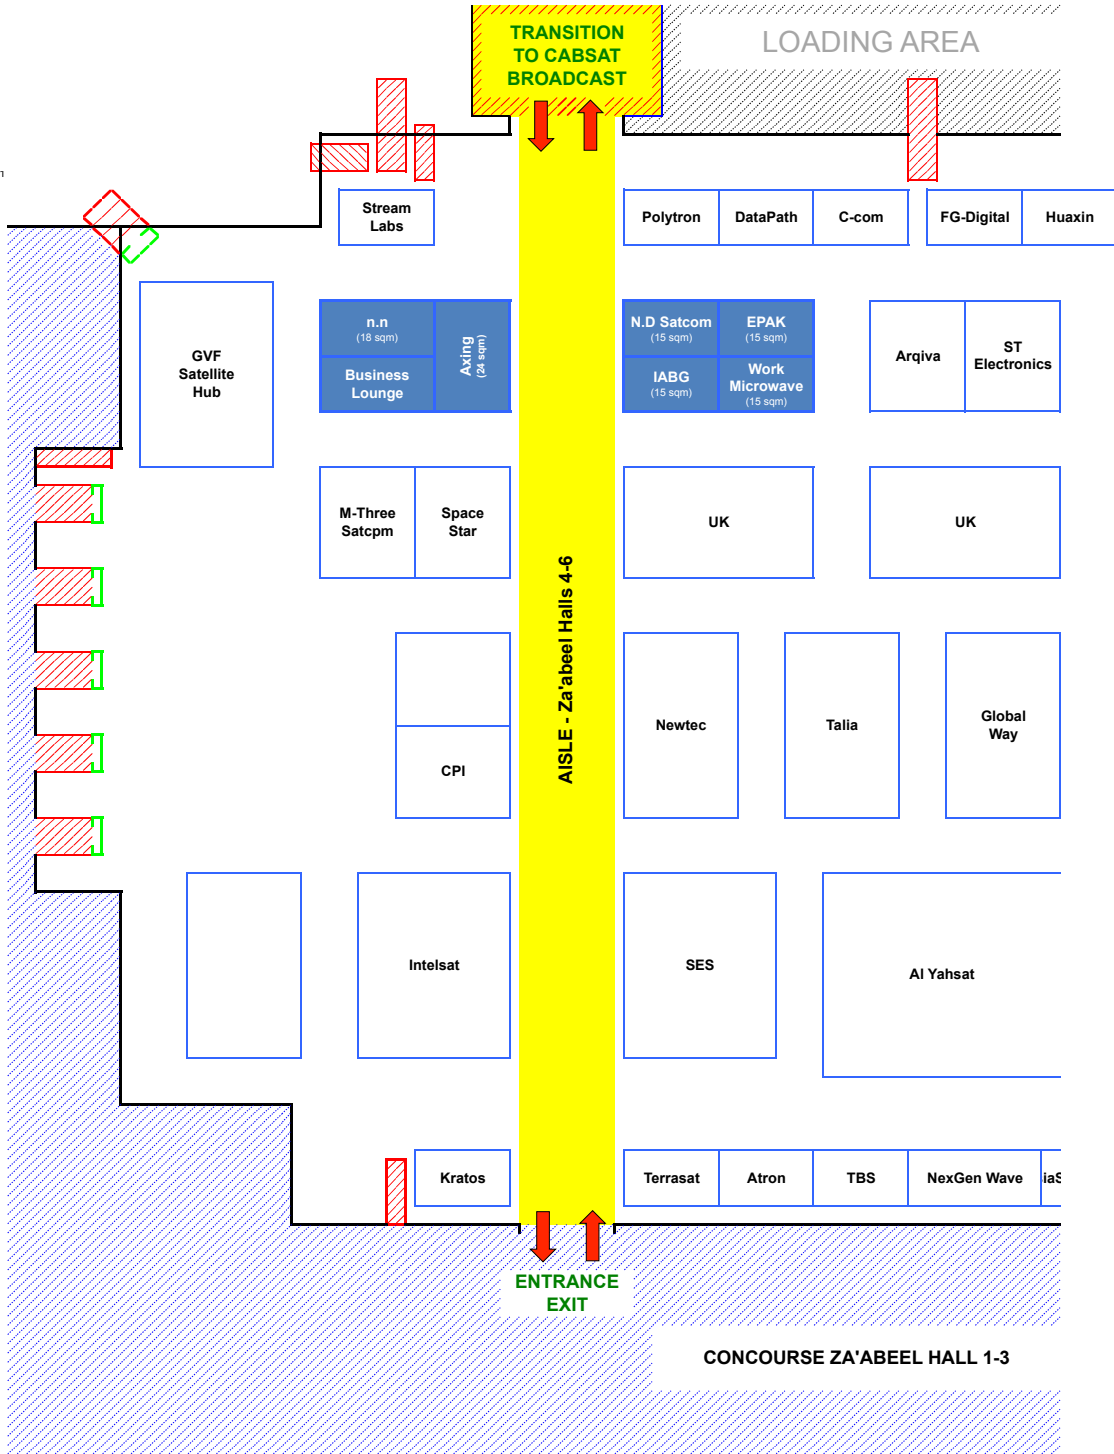 TRANSITION
TO CABSAT
BROADCAST
LOADING AREA
Stream
Labs
Polytron
DataPath
C-com
FG-Digital
Huaxin
GVF
Satellite
Hub
n.n
(18 sqm)
Business
Lounge
Axing
(24 sqm)
N.D Satcom
(15 sqm)
EPAK
(15 sqm)
IABG
(15 sqm)
Work
Microwave
(15 sqm)
Arqiva
ST
Electronics
M-Three
Satcpm
Space
Star
UK
UK
AISLE - Za'abeel Halls 4-6
CPI
Newtec
Talia
Global
Way
Intelsat
SES
Al Yahsat
Kratos
Terrasat
Atron
TBS
NexGen Wave
ENTRANCE
EXIT
CONCOURSE ZA'ABEEL HALL 1-3